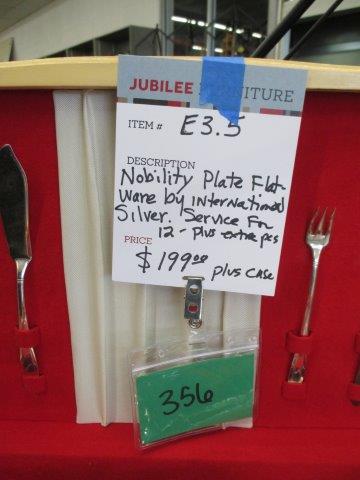 JUBILEE FURNITURE
ITEM # E3.5
DESCRIPTION
Nobility Plate Flat-
ware by International
Silver. Service For
12 - plus extra pcs
PRICE
$199.00 plus case
356